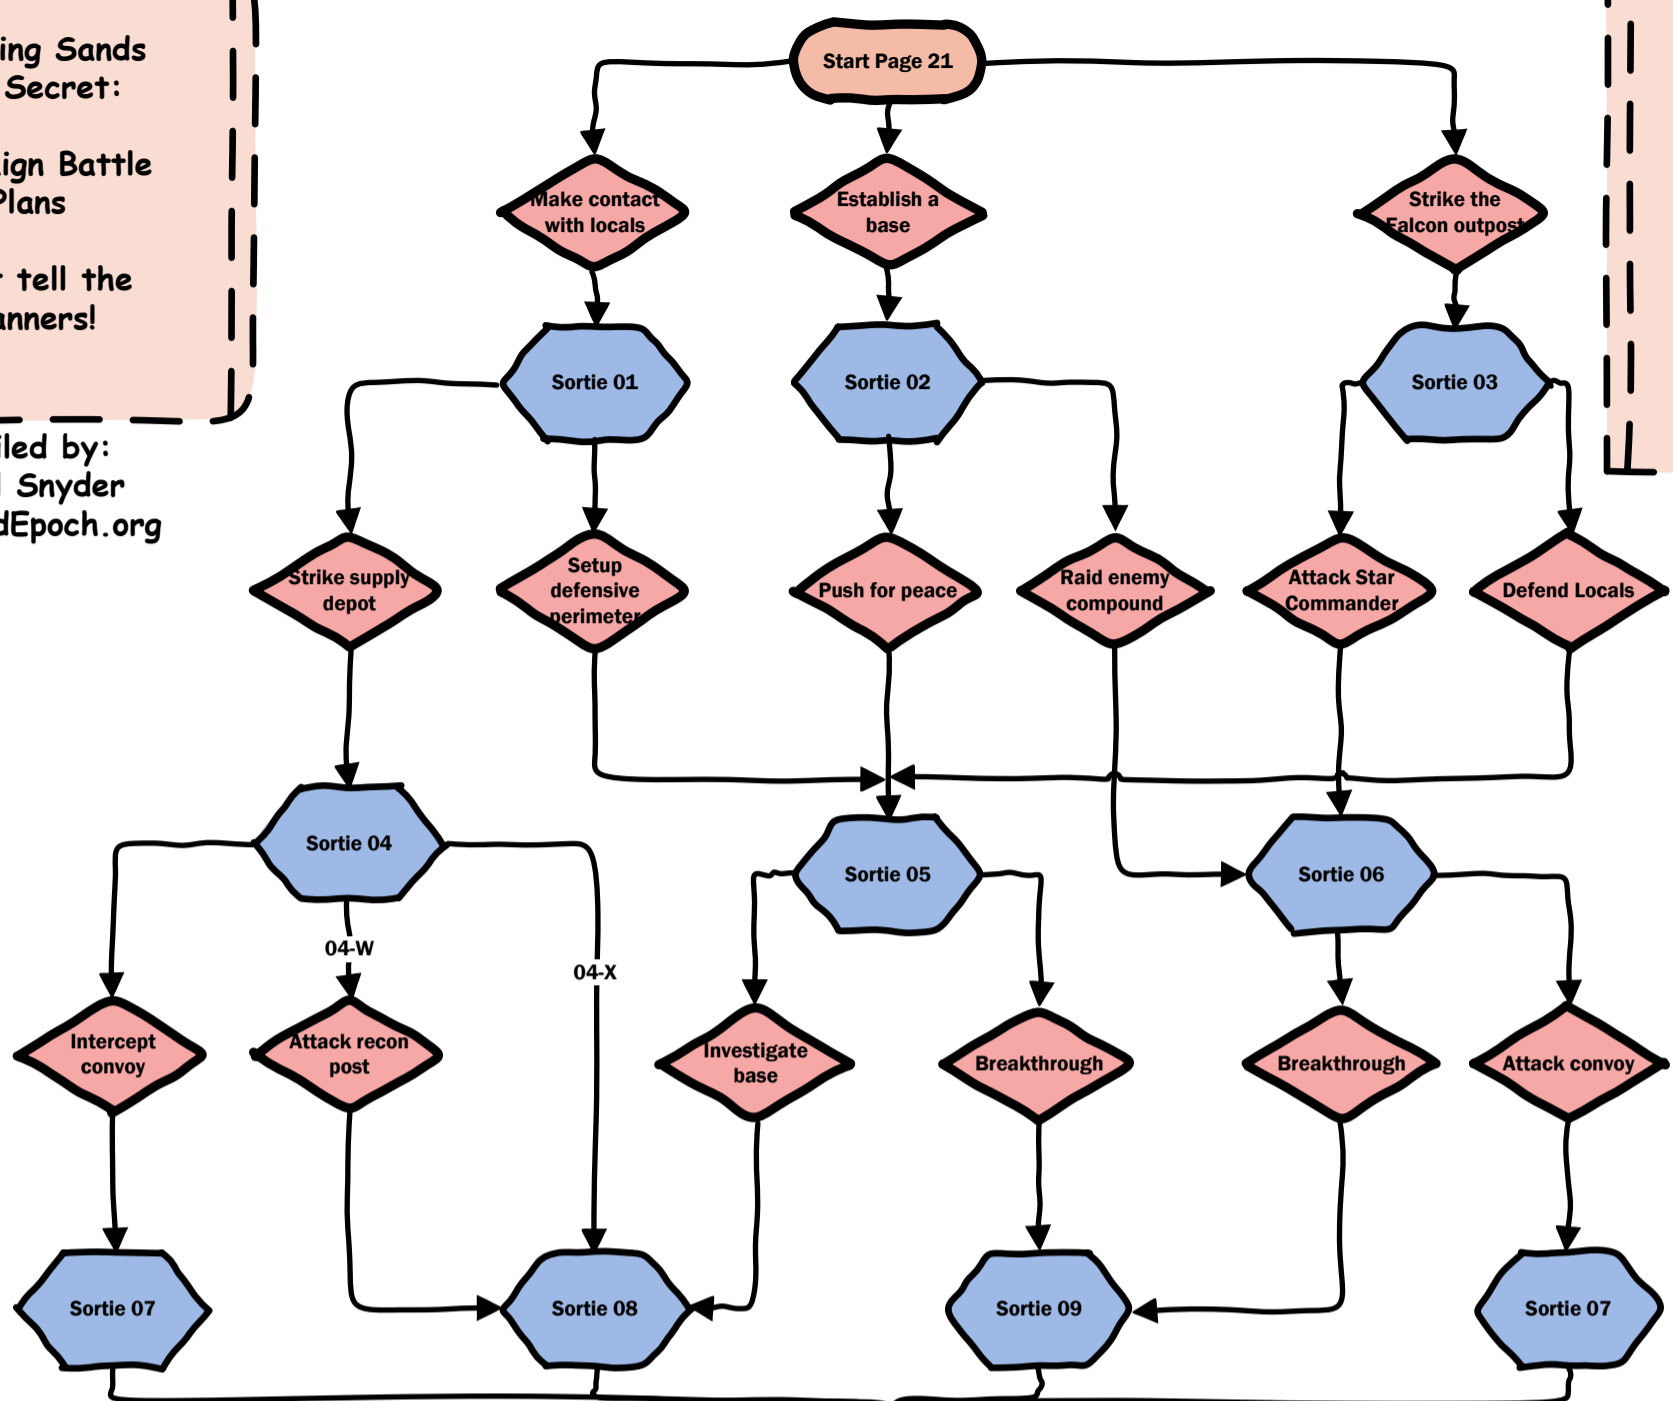 ing Sands
Secret:
ign Battle
Plans
tell the
anners!
iled by:
Snyder
dEpoch.org
Start Page 21
Make contact
with locals
Establish a
base
Strike the
Falcon outpost
Sortie 01
Sortie 02
Sortie 03
Strike supply
depot
Setup
defensive
perimeter
Push for peace
Raid enemy
compound
Attack Star
Commander
Defend Locals
Sortie 04
Sortie 05
Sortie 06
04-W
04-X
Intercept
convoy
Attack recon
post
Investigate
base
Breakthrough
Breakthrough
Attack convoy
Sortie 07
Sortie 08
Sortie 09
Sortie 07